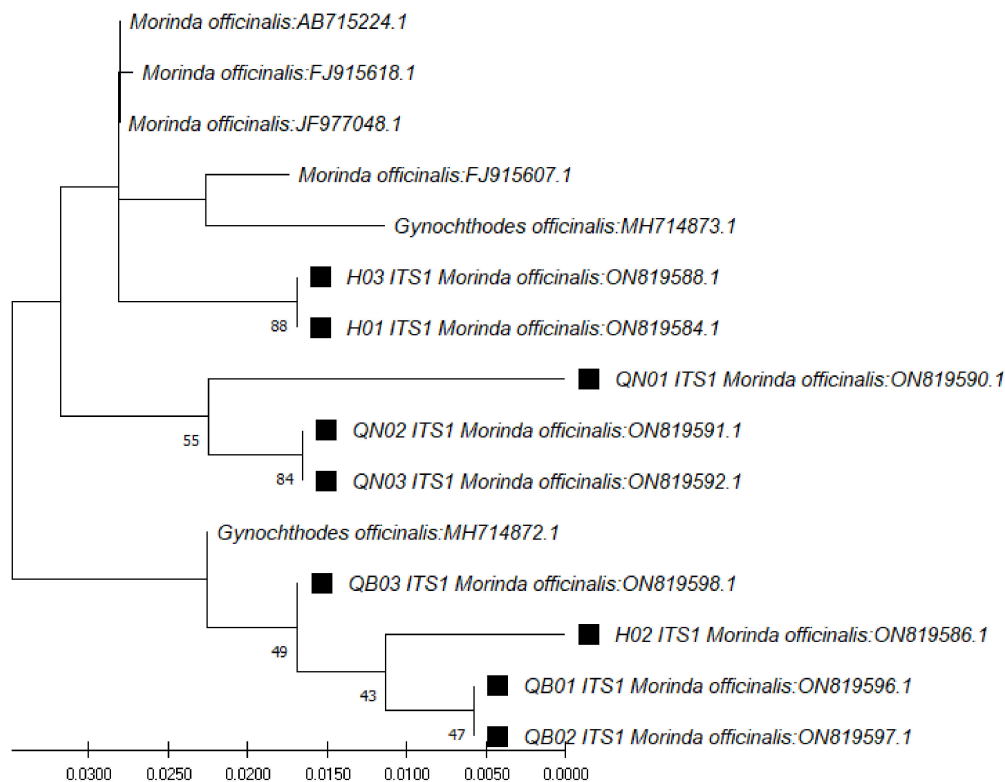 Morinda officinalis:AB715224.1
Morinda officinalis:FJ915618.1
Morinda officinalis:JF977048.1
Morinda officinalis:FJ915607.1
Gynochthodes officinalis:MH714873.1
H03 ITS1 Morinda officinalis:ON819588.1
88
H01 ITS1 Morinda officinalis:ON819584.1
QN01 ITS1 Morinda officinalis:ON819590.1
55
QN02 ITS1 Morinda officinalis:ON819591.1
84
QN03 ITS1 Morinda officinalis:ON819592.1
Gynochthodes officinalis:MH714872.1
QB03 ITS1 Morinda officinalis:ON819598.1
49
H02 ITS1 Morinda officinalis:ON819586.1
43
QB01 ITS1 Morinda officinalis:ON819596.1
47
QB02 ITS1 Morinda officinalis:ON819597.1
0.0300 0.0250 0.0200 0.0150 0.0100 0.0050 0.0000